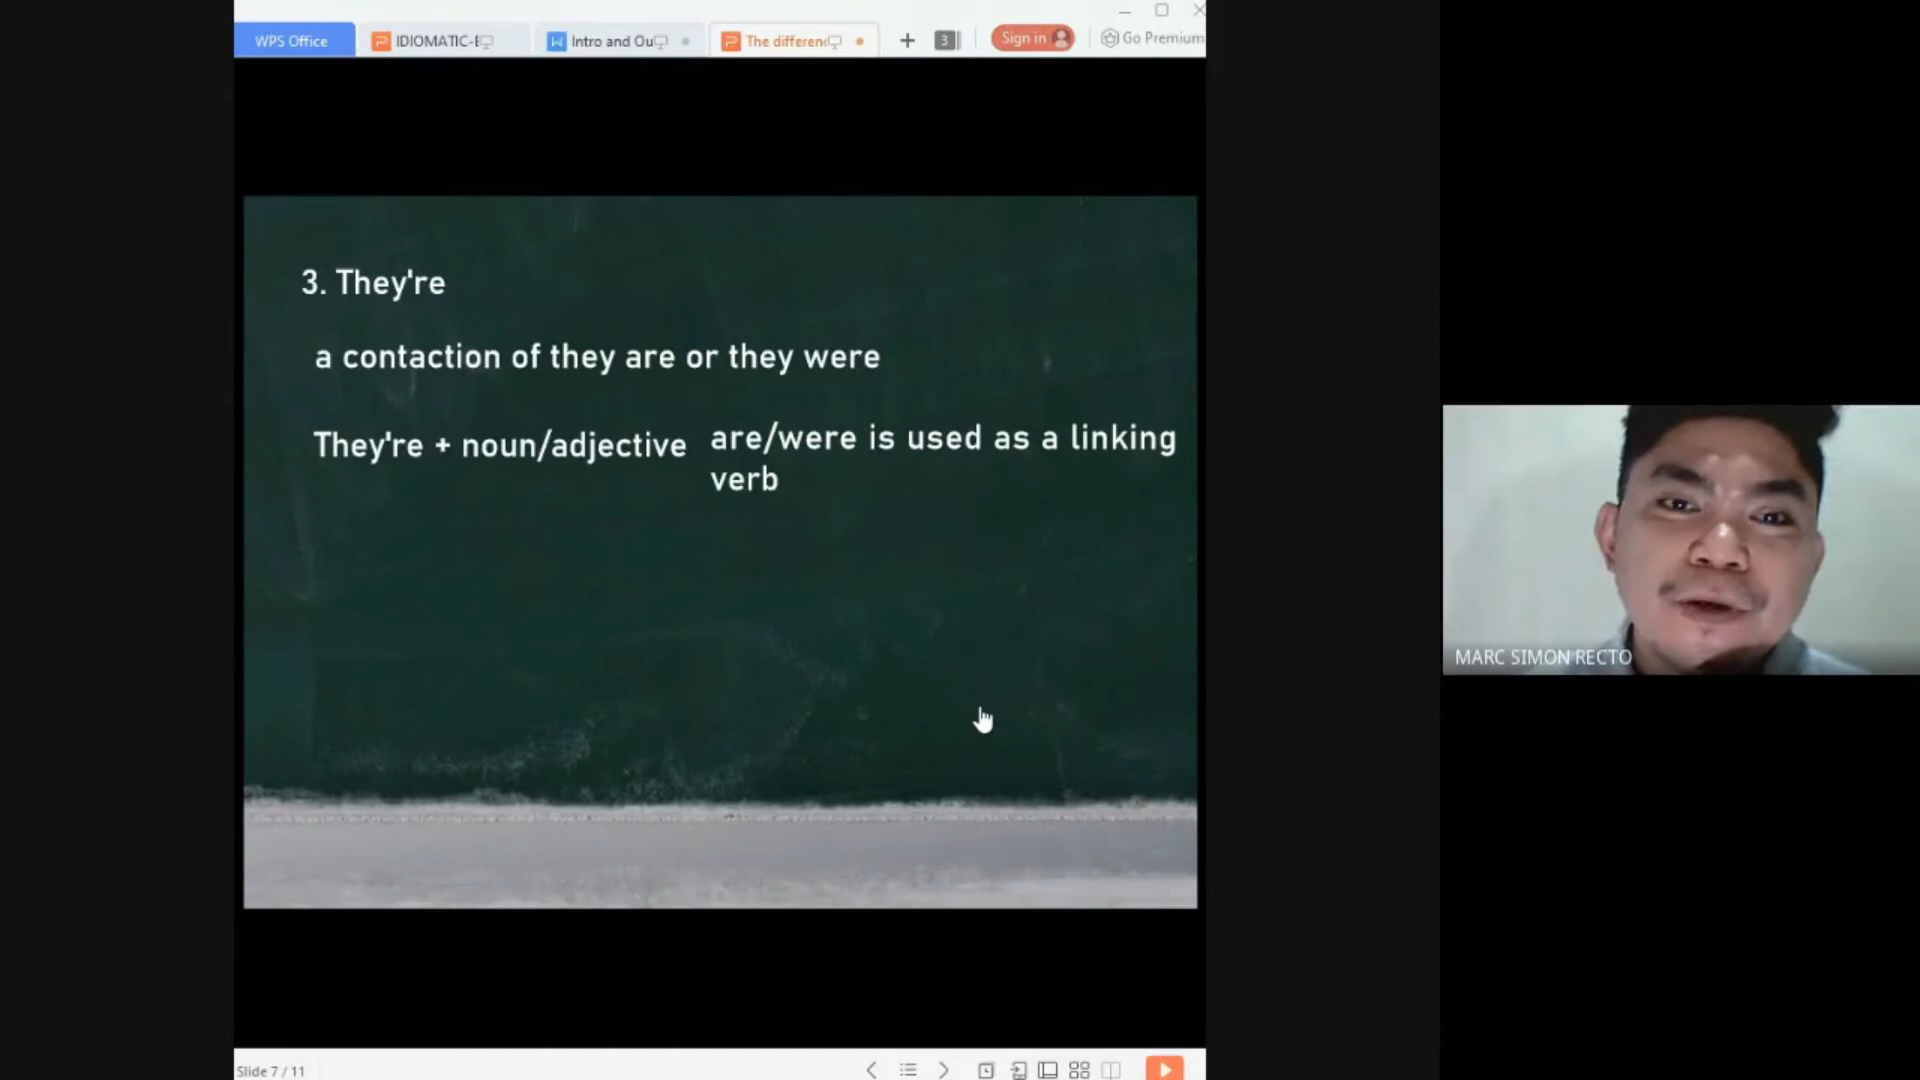 WPS Office
IDIOMATIC-E
Intro and Ou
The differen
3
Sign in
Go Premium
3. They're
a contaction of they are or they were
They're + noun/adjective
are/were is used as a linking
verb
MARC SIMON RECTO
Slide 7 / 11